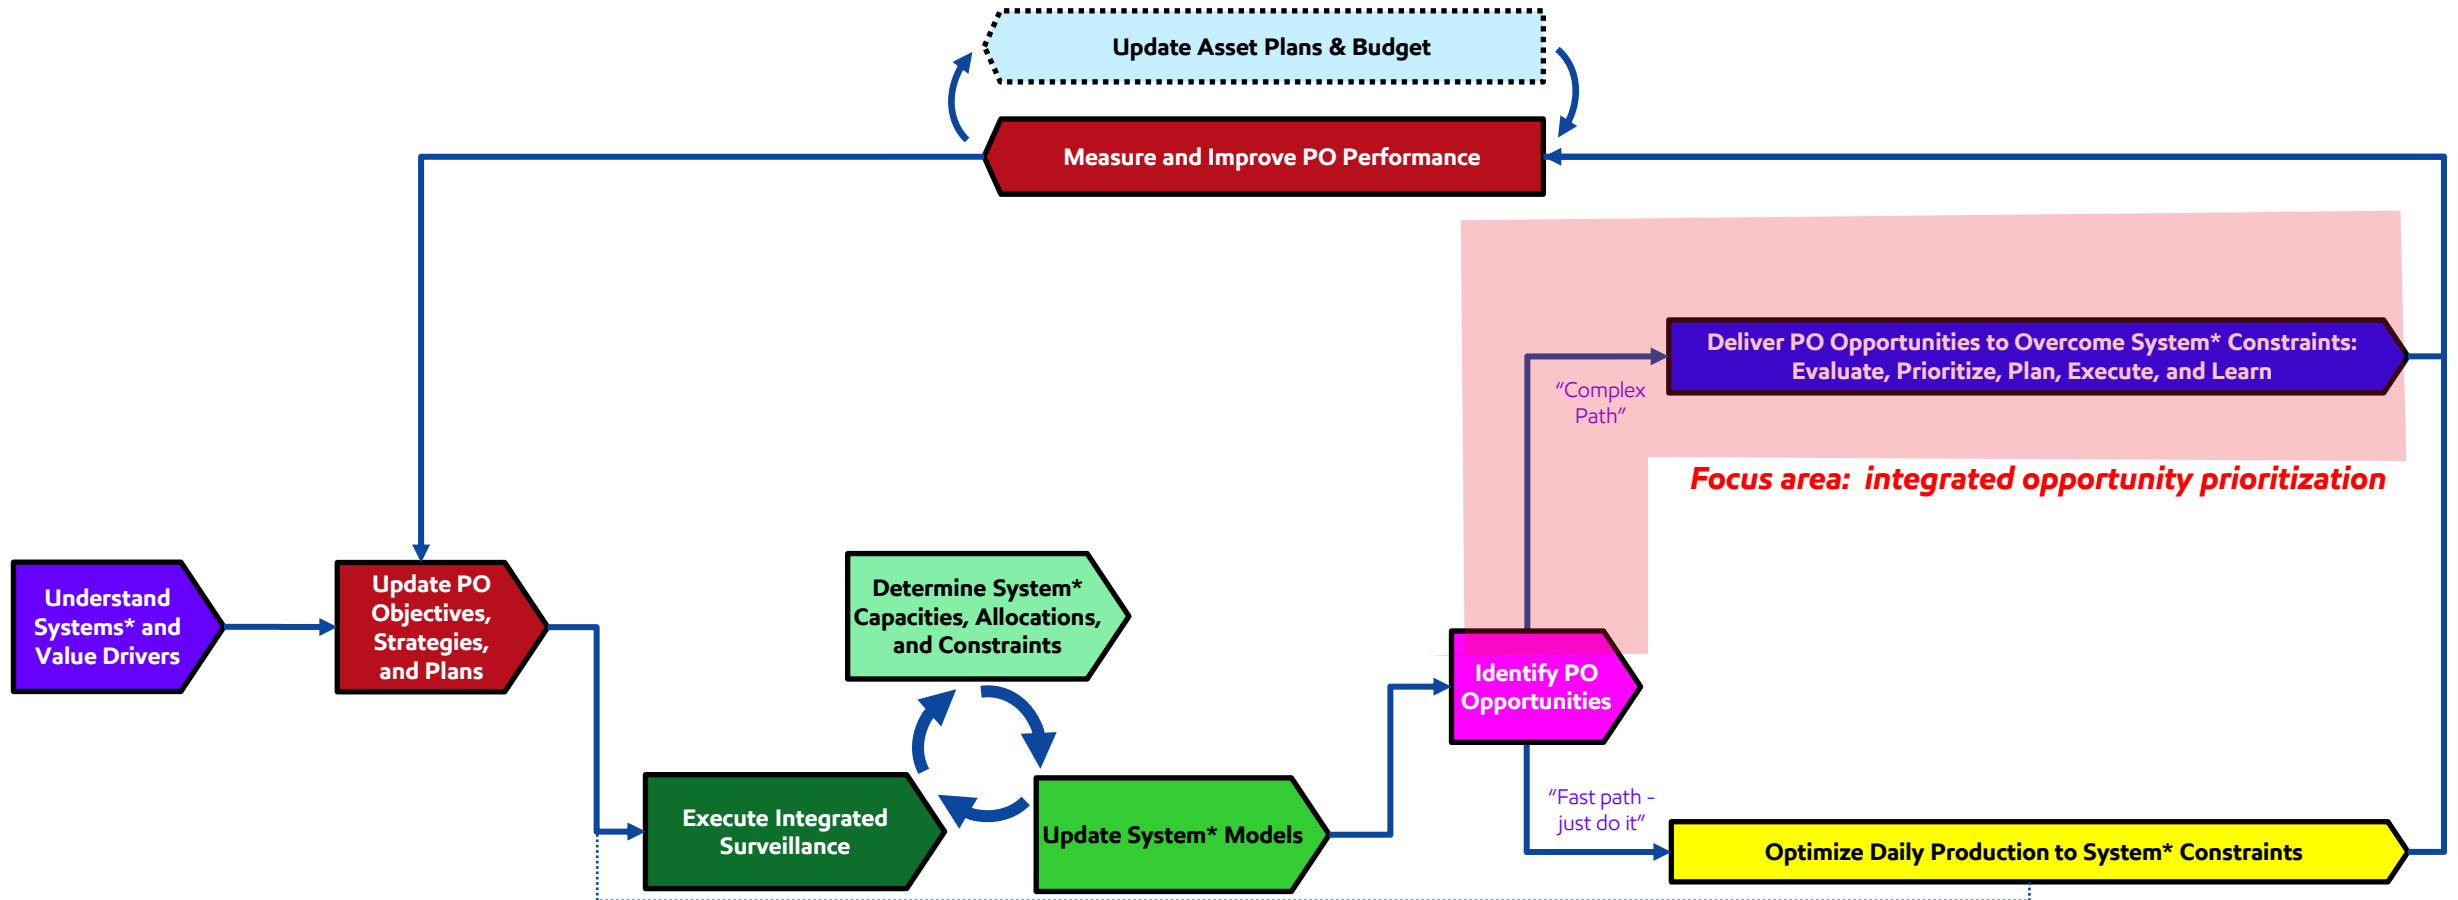 Update Asset Plans & Budget
Measure and Improve PO Performance
Deliver PO Opportunities to Overcome System* Constraints:
Evaluate, Prioritize, Plan, Execute, and Learn
"Complex
Path"
Focus area:  integrated opportunity prioritization
Understand
Systems* and
Value Drivers
Update PO
Objectives,
Strategies,
and Plans
Determine System*
Capacities, Allocations,
and Constraints
Identify PO
Opportunities
Execute Integrated
Surveillance
Update System* Models
"Fast path -
just do it"
Optimize Daily Production to System* Constraints